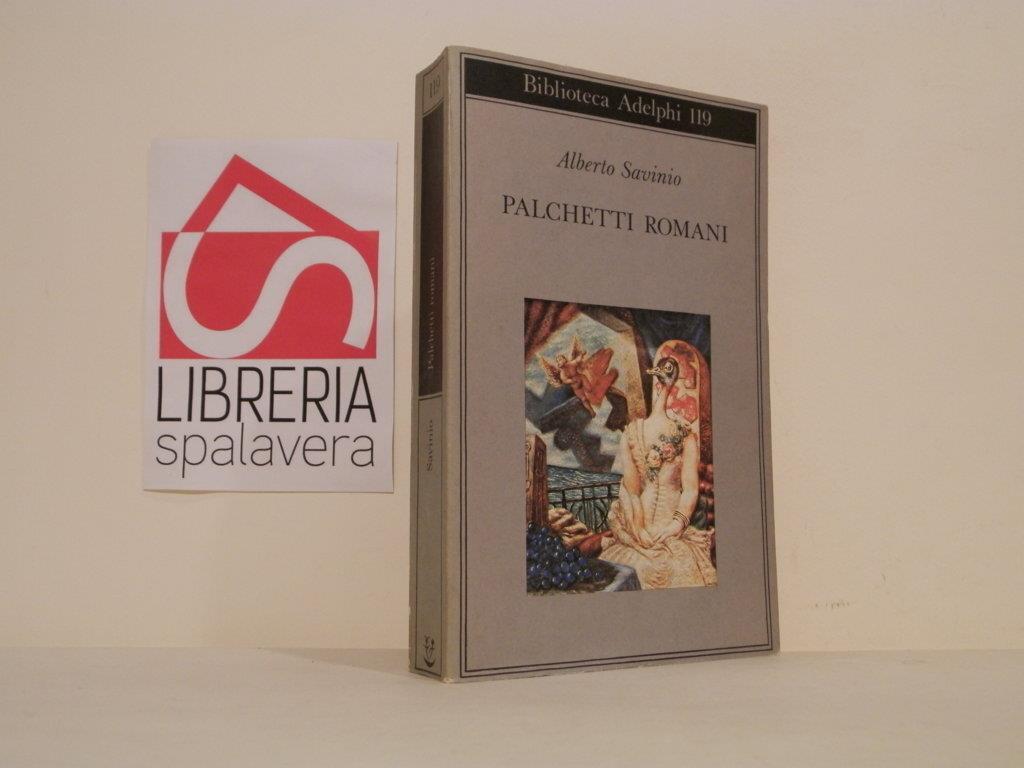 LIBRERIA
spalavera
119
Palchetti romani
Savinio
Biblioteca Adelphi 119
Alberto Savinio
PALCHETTI ROMANI